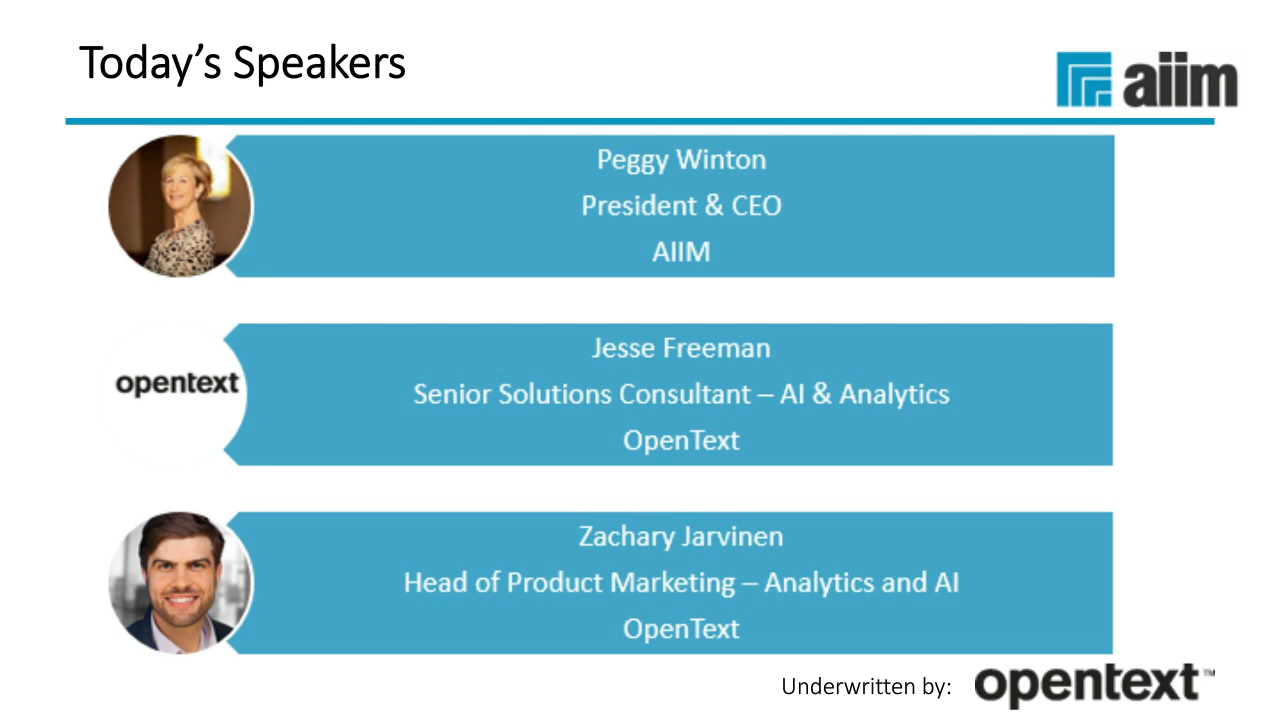 Today's Speakers
aiim
Peggy Winton
President & CEO
AIIM
opentext
Jesse Freeman
Senior Solutions Consultant – AI & Analytics
OpenText
Zachary Jarvinen
Head of Product Marketing – Analytics and AI
OpenText
Underwritten by: opentext™